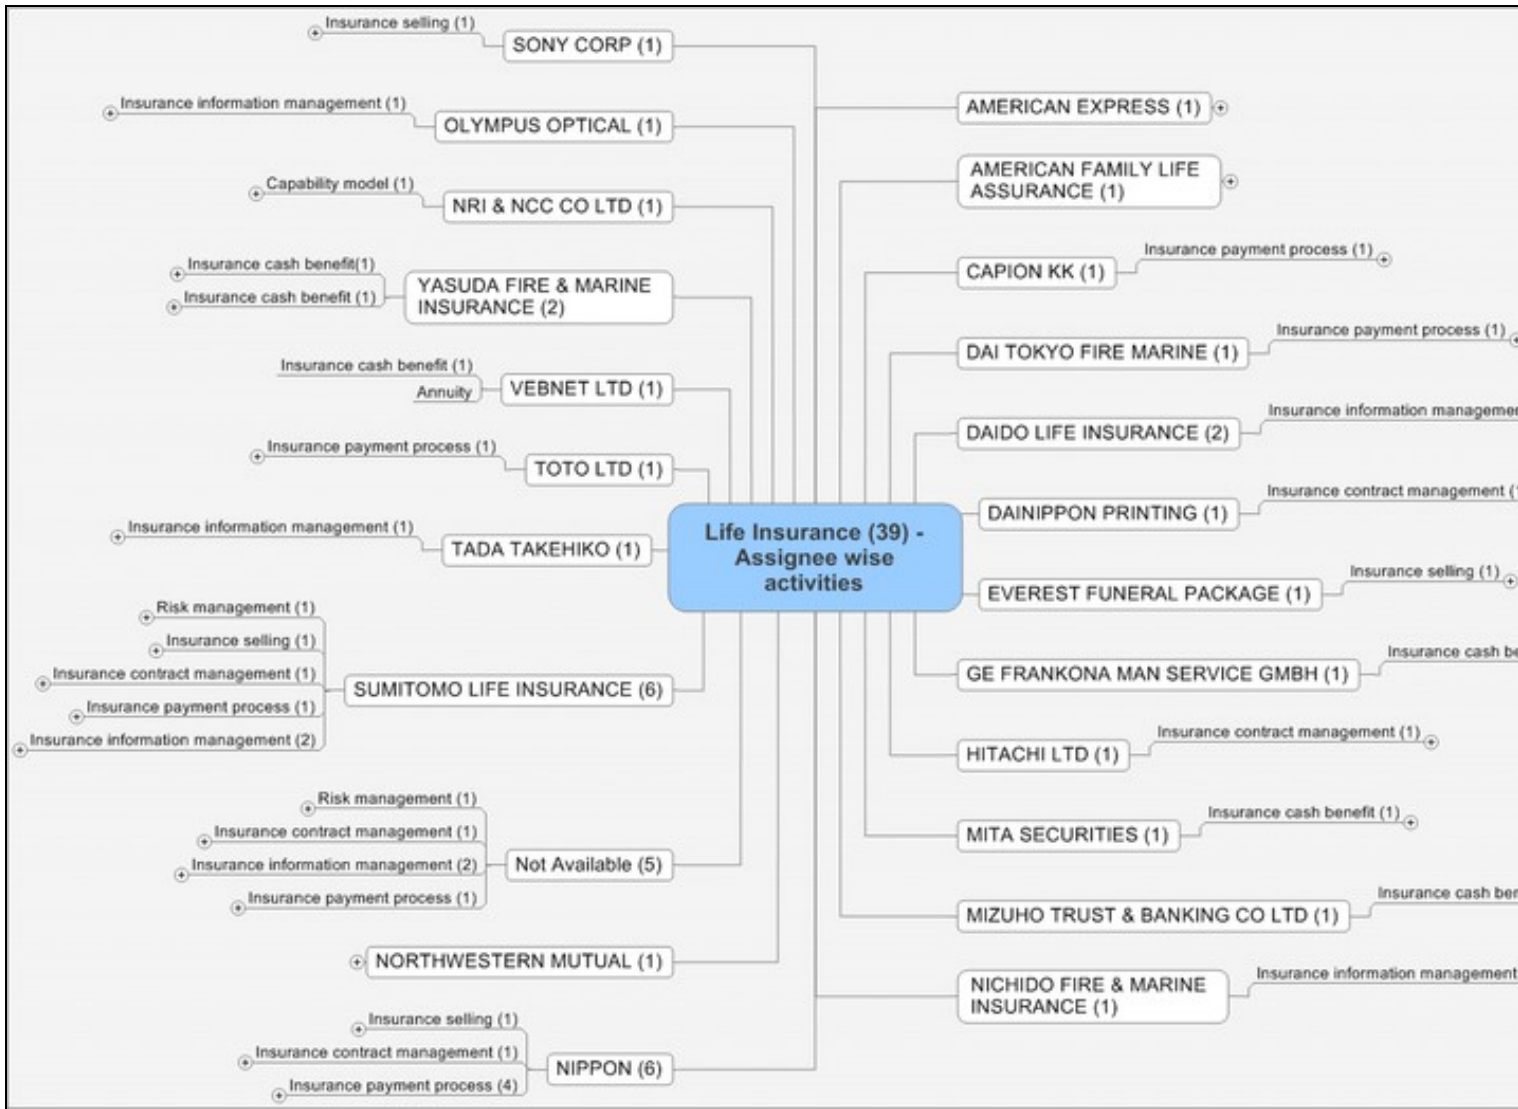 Insurance selling (1)
SONY CORP (1)
Insurance information management (1)
OLYMPUS OPTICAL (1)
Capability model (1)
NRI & NCC CO LTD (1)
Insurance cash benefit(1)
Insurance cash benefit (1)
YASUDA FIRE & MARINE
INSURANCE (2)
Insurance cash benefit (1)
Annuity
VEBNET LTD (1)
Insurance payment process (1)
TOTO LTD (1)
Insurance information management (1)
TADA TAKEHIKO (1)
Risk management (1)
Insurance selling (1)
Insurance contract management (1)
Insurance payment process (1)
Insurance information management (2)
SUMITOMO LIFE INSURANCE (6)
Risk management (1)
Insurance contract management (1)
Insurance information management (2)
Insurance payment process (1)
Not Available (5)
NORTHWESTERN MUTUAL (1)
Insurance selling (1)
Insurance contract management (1)
Insurance payment process (4)
NIPPON (6)
Life Insurance (39) -
Assignee wise
activities
AMERICAN EXPRESS (1)
AMERICAN FAMILY LIFE
ASSURANCE (1)
CAPION KK (1)
Insurance payment process (1)
DAI TOKYO FIRE MARINE (1)
Insurance payment process (1)
DAIDO LIFE INSURANCE (2)
Insurance information managemen
DAINIPPON PRINTING (1)
Insurance contract management (1
EVEREST FUNERAL PACKAGE (1)
Insurance selling (1)
GE FRANKONA MAN SERVICE GMBH (1)
Insurance cash be
HITACHI LTD (1)
Insurance contract management (1)
MITA SECURITIES (1)
Insurance cash benefit (1)
MIZUHO TRUST & BANKING CO LTD (1)
Insurance cash ben
NICHIDO FIRE & MARINE
INSURANCE (1)
Insurance information management